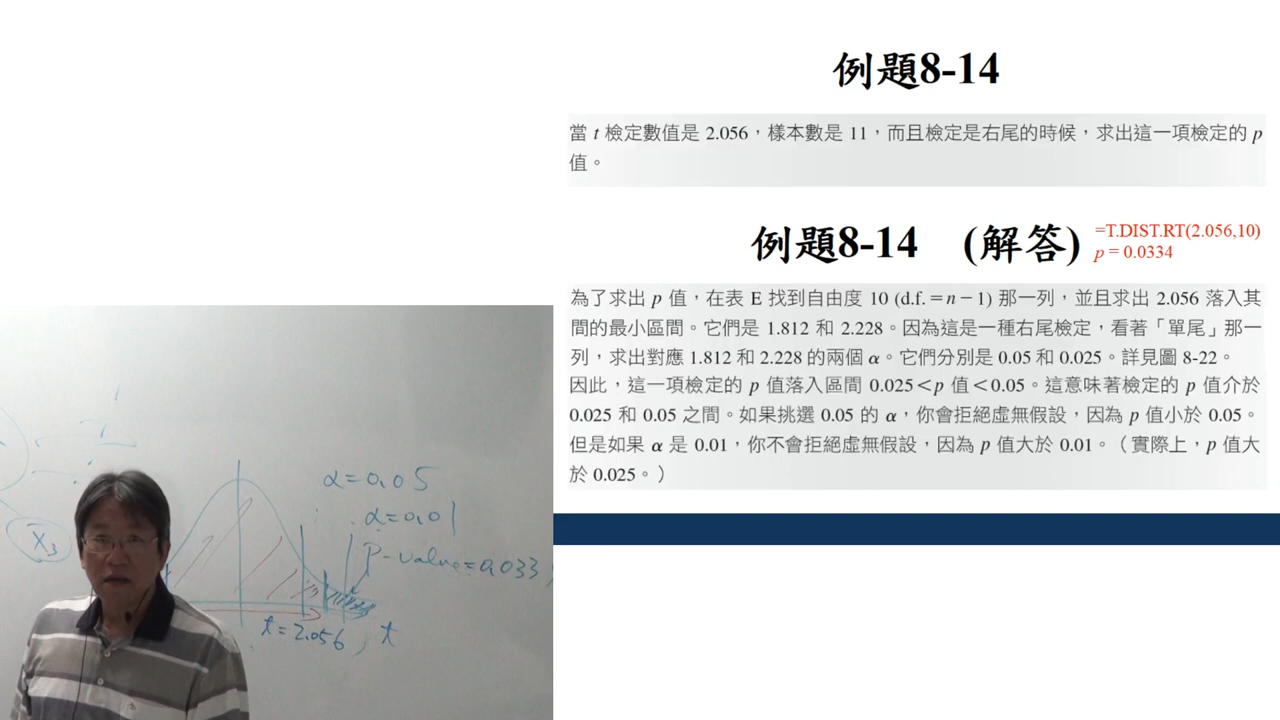 例題8-14
當 t 檢定數值是 2.056，樣本數是 11，而且檢定是右尾的時候，求出這一項檢定的 p
值。
例題8-14 (解答)
=T.DIST.RT(2.056,10)
p = 0.0334
為了求出 p 值，在表 E 找到自由度 10 (d.f. = n − 1) 那一列，並且求出 2.056 落入其
間的最小區間。它們是 1.812 和 2.228。因為這是一種右尾檢定，看著「單尾」那一
列，求出對應 1.812 和 2.228 的兩個 α。它們分別是 0.05 和 0.025。詳見圖 8-22。
因此，這一項檢定的 p 值落入區間 0.025＜p 值＜0.05。這意味著檢定的 p 值介於
0.025 和 0.05 之間。如果挑選 0.05 的 α，你會拒絕虛無假設，因為 p 值小於 0.05。
但是如果 α 是 0.01，你不會拒絕虛無假設，因為 p 值大於 0.01。（實際上，p 值大
於 0.025。）
α=0.05
α=0.01
P-value=0.033
X̄3
t=2.056
t